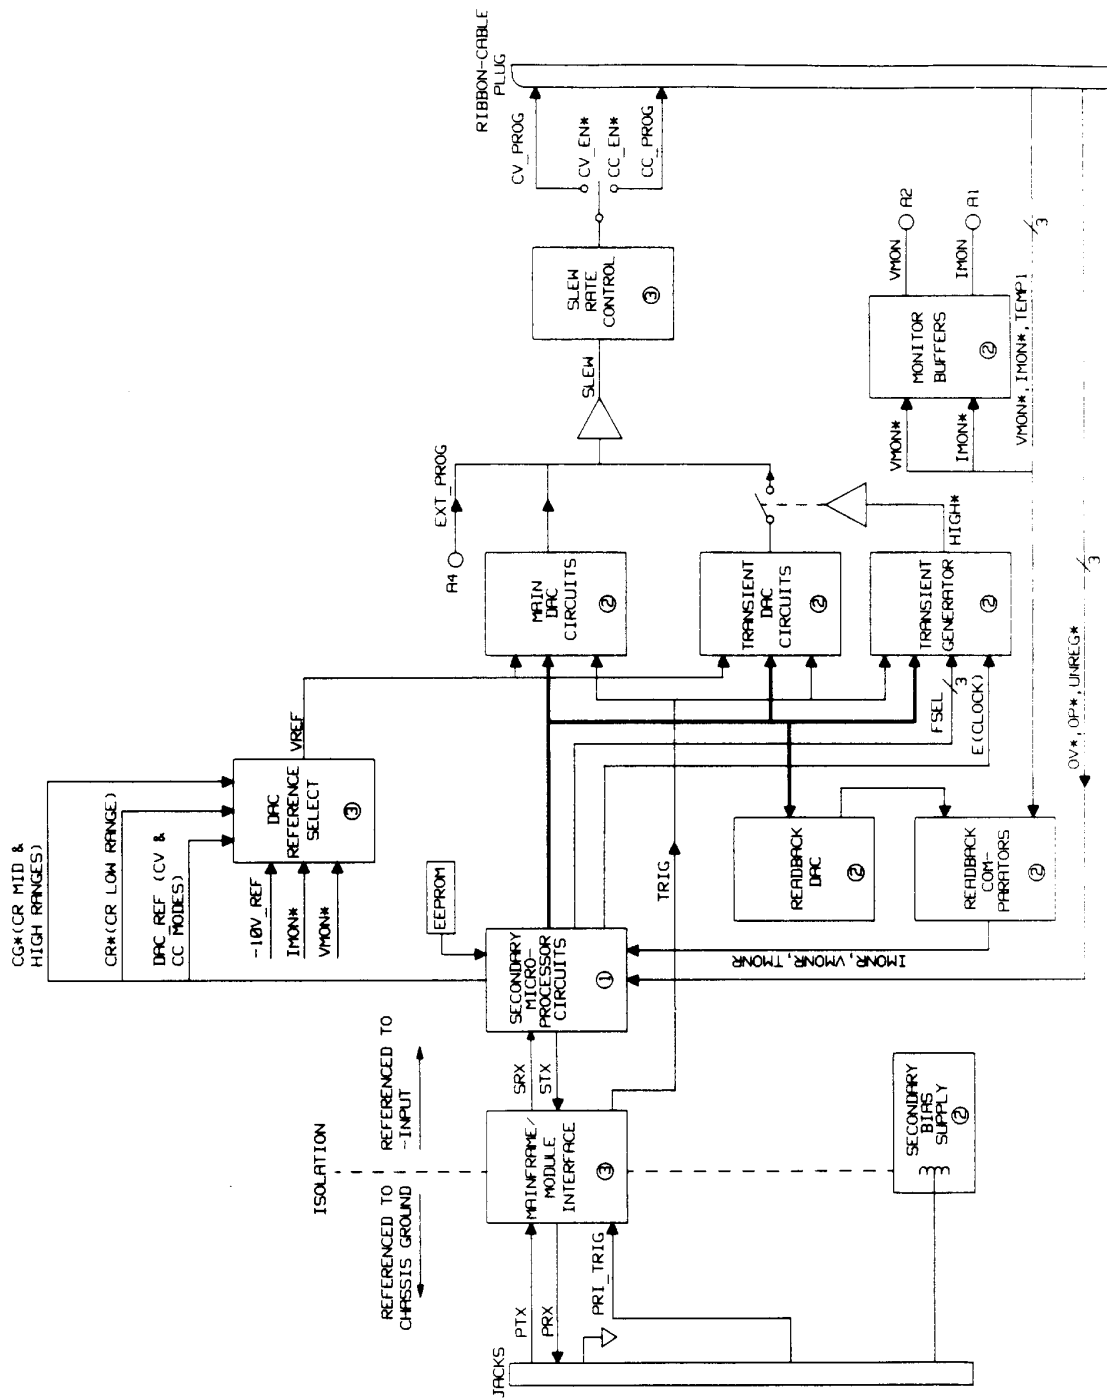 JACKS
PTX
PRX
PRI_TRIG
REFERENCED TO
CHASSIS GROUND
ISOLATION
REFERENCED TO
-INPUT
MAINFRAME/
MODULE
INTERFACE
③
SRX
STX
SECONDARY
BIAS
SUPPLY
②
SECONDARY
MICRO-
PROCESSOR
CIRCUITS
①
EEPROM
CG*(CR MID &
HIGH RANGES)
CR*(CR LOW RANGE)
DAC_REF (CV &
CC MODES)
-10V_REF
IMON*
VMON*
DAC
REFERENCE
SELECT
③
VREF
TRIG
IMONR, VMONR, TMONR
READBACK
DAC
②
READBACK
COM-
PARATORS
②
FSEL
3
E(CLOCK)
MAIN
DAC
CIRCUITS
②
TRANSIENT
DAC
CIRCUITS
②
TRANSIENT
GENERATOR
②
HIGH*
A4
EXT_PROG
SLEW
SLEW
RATE
CONTROL
③
VMON*
IMON*
MONITOR
BUFFERS
②
VMON
IMON
A2
A1
VMON*, IMON*, TEMP1
3
OV*, OP*, UNREG*
3
CV_PROG
CV_EN*
CC_EN*
CC_PROG
RIBBON-CABLE
PLUG